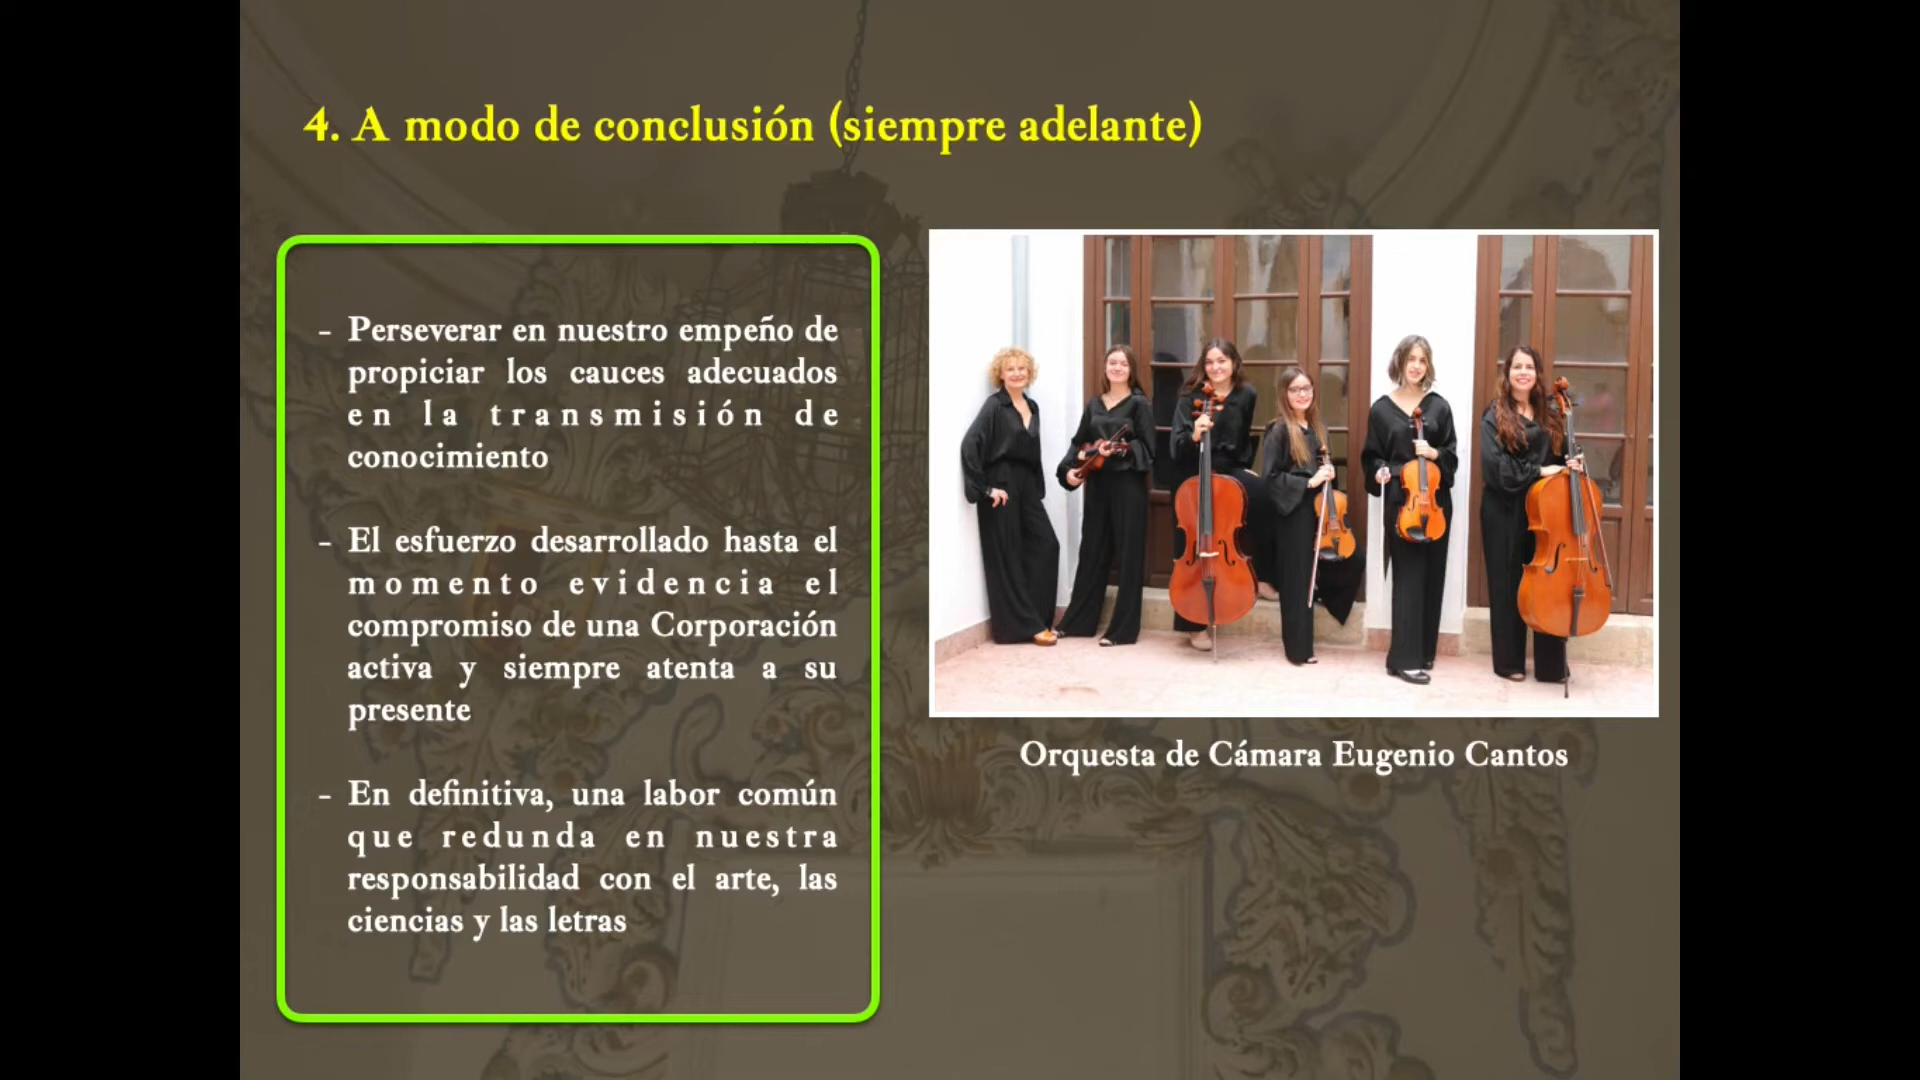 4. A modo de conclusión (siempre adelante)
- Perseverar en nuestro empeño de
propiciar los cauces adecuados
en la transmisión de
conocimiento
- El esfuerzo desarrollado hasta el
momento evidencia el
compromiso de una Corporación
activa y siempre atenta a su
presente
- En definitiva, una labor común
que redunda en nuestra
responsabilidad con el arte, las
ciencias y las letras
Orquesta de Cámara Eugenio Cantos